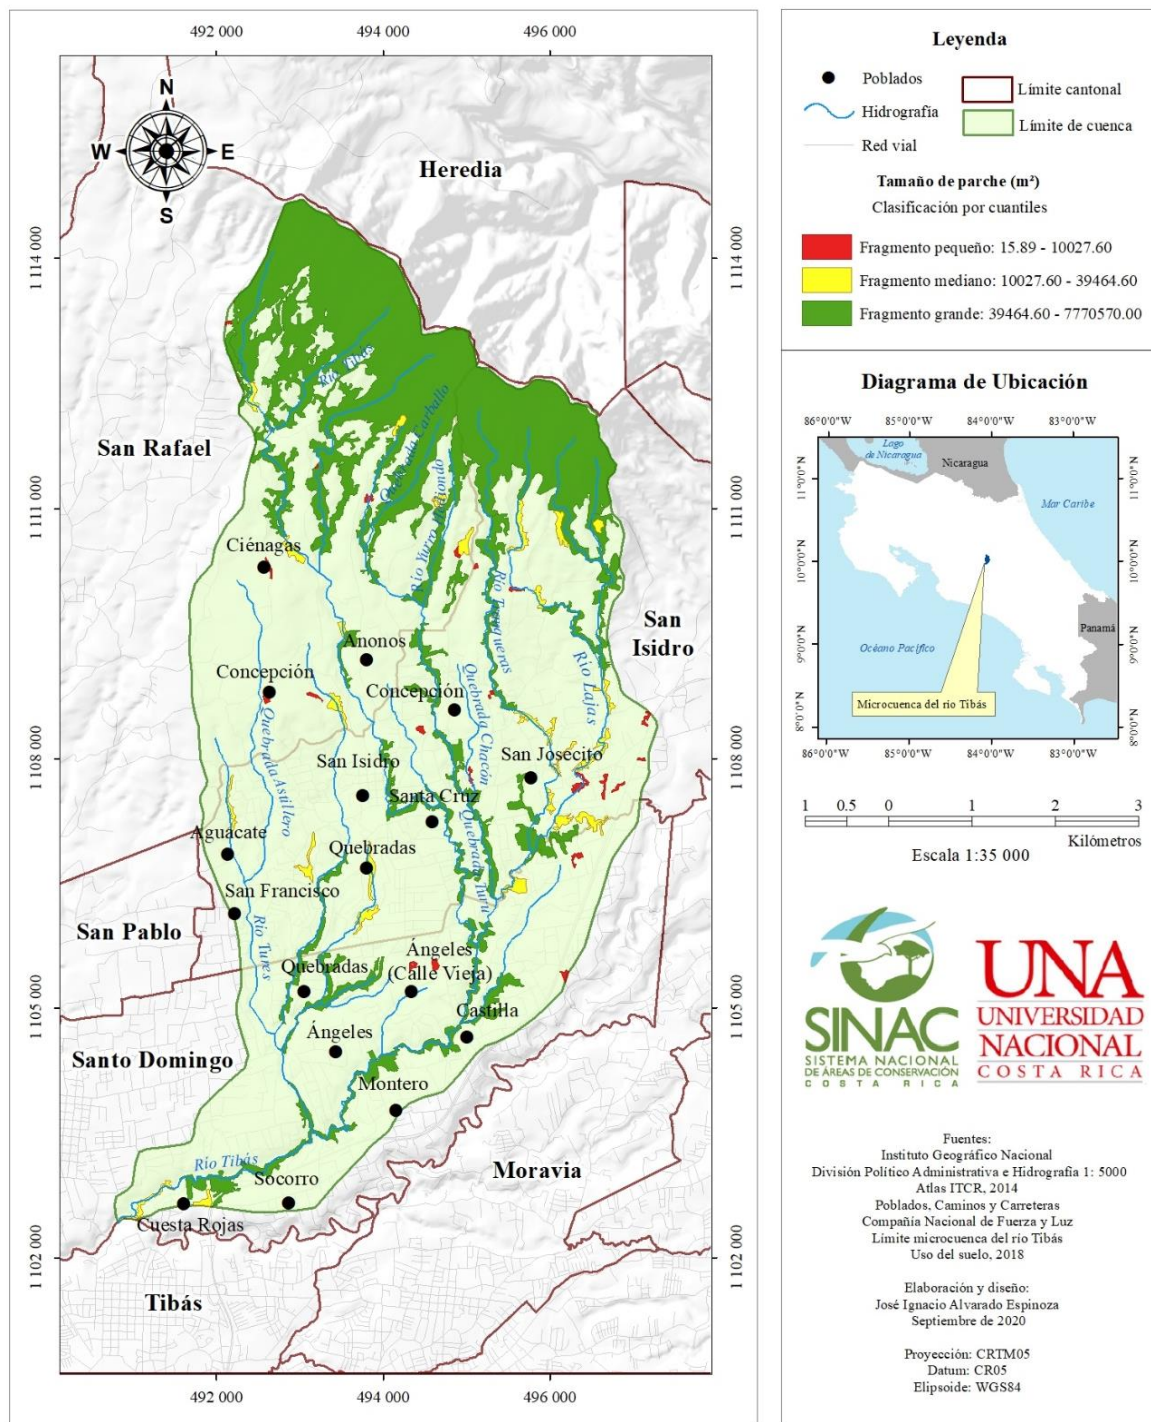 492 000
494 000
496 000
N
W
E
S
Heredia
1 114 000
1 114 000
Río Tibás
San Rafael
Quebrada Carballo
1 111 000
1 111 000
Río Turro Hediondo
Ciénagas
Río Tranqueras
San
Isidro
Anonos
Río Lajas
Concepción
Concepción
Quebrada Chacón
Quebrada Astillero
1 108 000
1 108 000
San Isidro
San Josecito
Santa Cruz
Aguacate
Quebradas
Quebrada Turú
San Francisco
San Pablo
Río Tures
Ángeles
(Calle Vieja)
Quebradas
1 105 000
1 105 000
Castilla
Ángeles
Santo Domingo
Montero
Río Tibás
Moravia
Socorro
Cuesta Rojas
1 102 000
1 102 000
Tibás
492 000
494 000
496 000
Leyenda
Poblados
Límite cantonal
Hidrografía
Límite de cuenca
Red vial
Tamaño de parche (m²)
Clasificación por cuantiles
Fragmento pequeño: 15.89 - 10027.60
Fragmento mediano: 10027.60 - 39464.60
Fragmento grande: 39464.60 - 7770570.00
Diagrama de Ubicación
86°0'0"W
85°0'0"W
84°0'0"W
83°0'0"W
Lago
de Nicaragua
Nicaragua
Mar Caribe
11°0'0"N
11°0'0"N
10°0'0"N
10°0'0"N
Panamá
9°0'0"N
9°0'0"N
Océano Pacífico
Microcuenca del río Tibás
8°0'0"N
8°0'0"N
86°0'0"W
85°0'0"W
84°0'0"W
83°0'0"W
1
0.5
0
1
2
3
Kilómetros
Escala 1:35 000
SINAC
SISTEMA NACIONAL
DE ÁREAS DE CONSERVACIÓN
COSTA RICA
UNA
UNIVERSIDAD
NACIONAL
COSTA RICA
Fuentes:
Instituto Geográfico Nacional
División Político Administrativa e Hidrografia 1: 5000
Atlas ITCR, 2014
Poblados, Caminos y Carreteras
Compañía Nacional de Fuerza y Luz
Límite microcuenca del río Tibás
Uso del suelo, 2018
Elaboración y diseño:
José Ignacio Alvarado Espinoza
Septiembre de 2020
Proyección: CRTM05
Datum: CR05
Elipsoide: WGS84